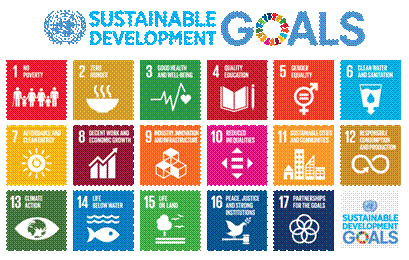 SUSTAINABLE
DEVELOPMENT
GOALS
1 NO
POVERTY
2 ZERO
HUNGER
3 GOOD HEALTH
AND WELL-BEING
4 QUALITY
EDUCATION
5 GENDER
EQUALITY
6 CLEAN WATER
AND SANITATION
7 AFFORDABLE AND
CLEAN ENERGY
8 DECENT WORK AND
ECONOMIC GROWTH
9 INDUSTRY, INNOVATION
AND INFRASTRUCTURE
10 REDUCED
INEQUALITIES
11 SUSTAINABLE CITIES
AND COMMUNITIES
12 RESPONSIBLE
CONSUMPTION
AND PRODUCTION
13 CLIMATE
ACTION
14 LIFE
BELOW WATER
15 LIFE
ON LAND
16 PEACE, JUSTICE
AND STRONG
INSTITUTIONS
17 PARTNERSHIPS
FOR THE GOALS
SUSTAINABLE
DEVELOPMENT
GOALS